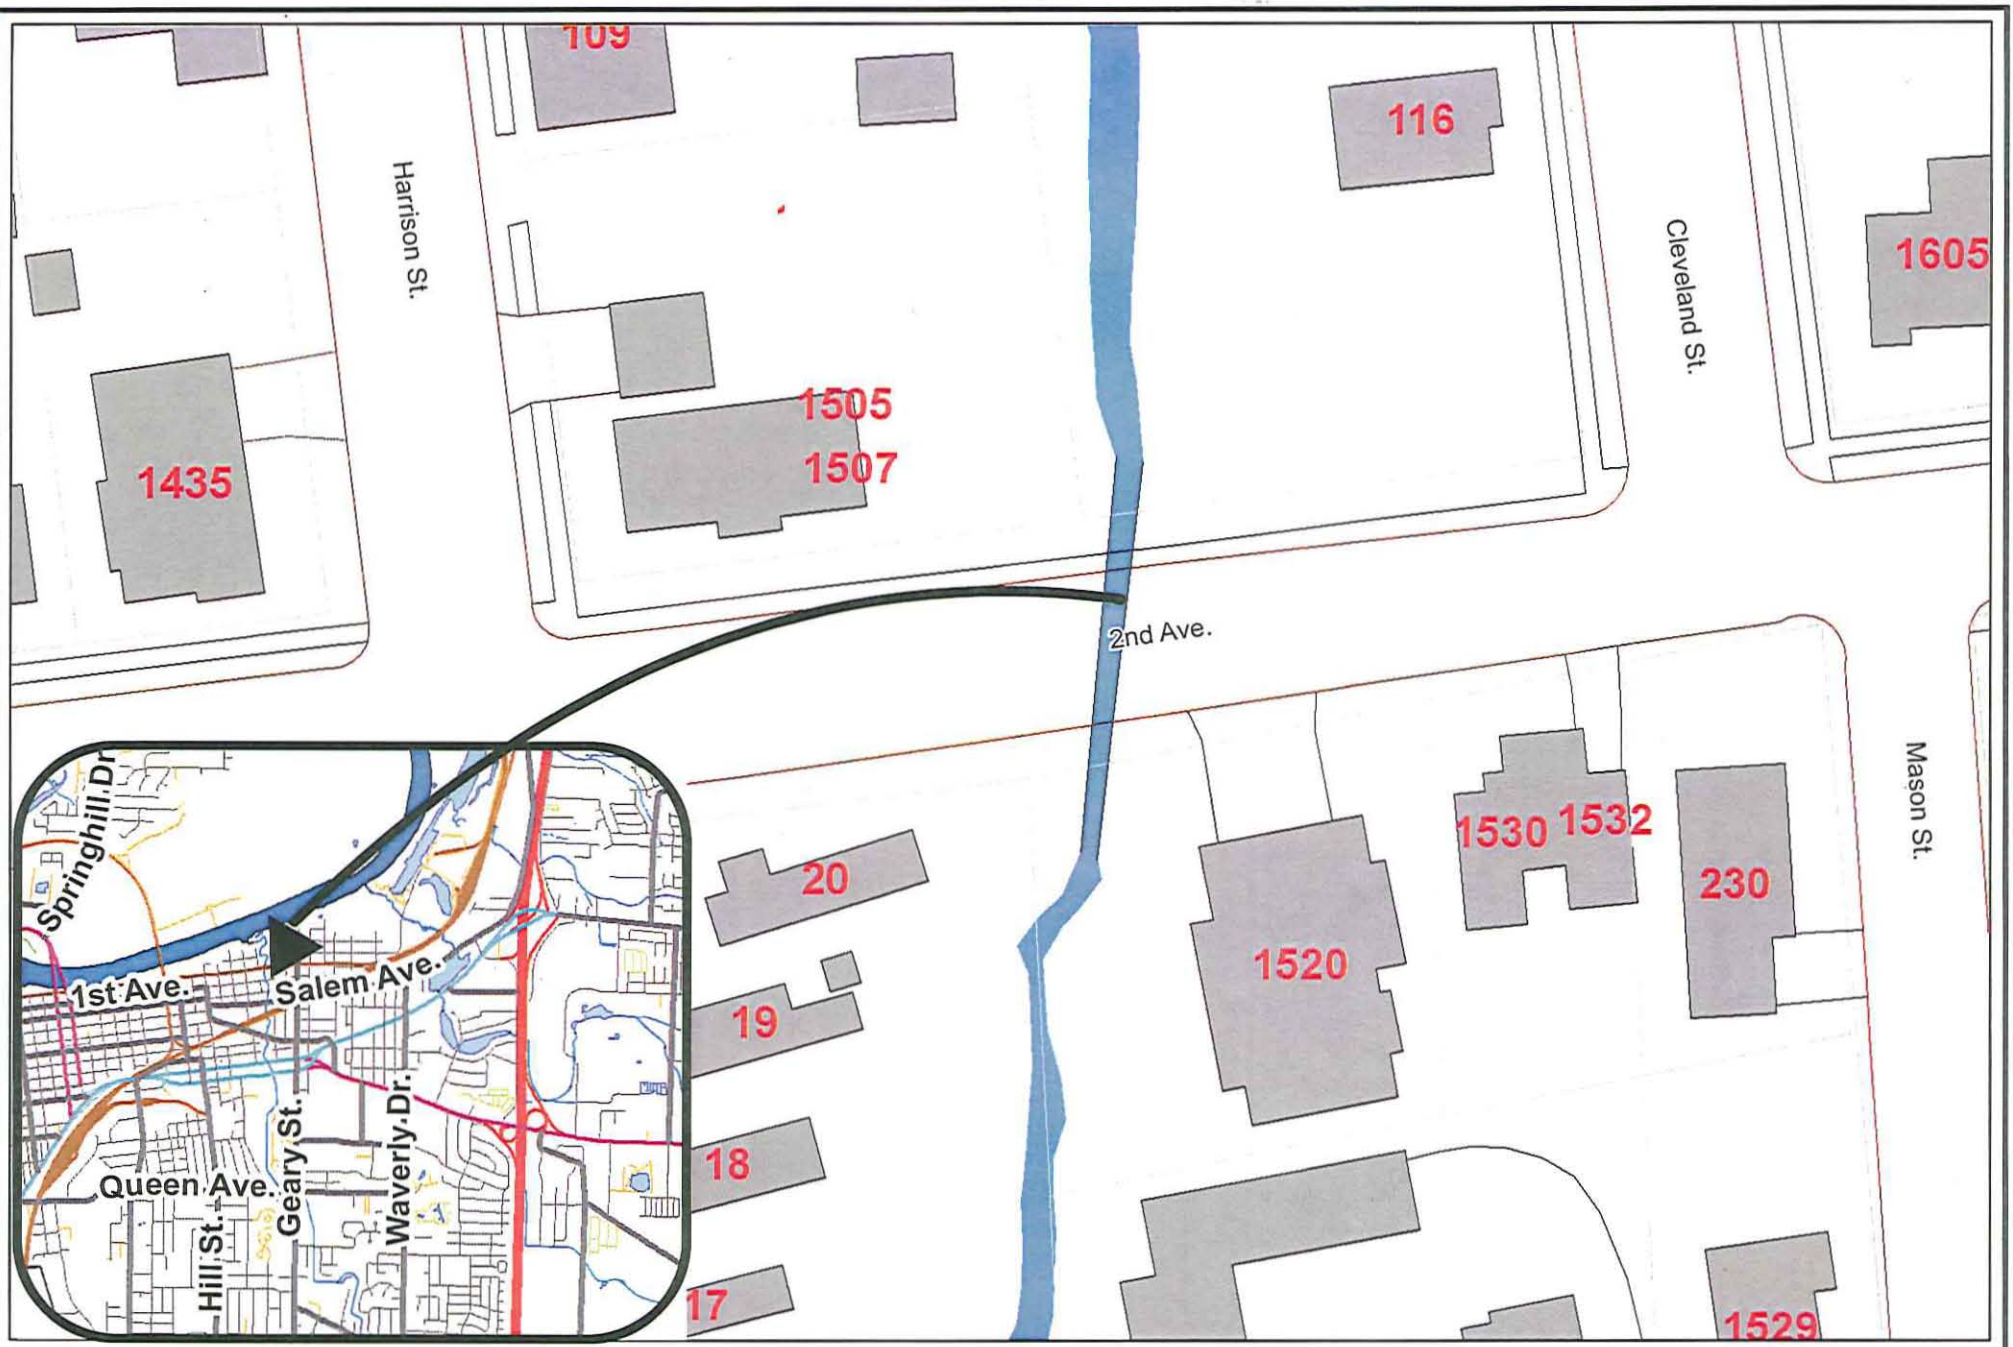 109
116
Harrison St.
Cleveland St.
1605
1505
1507
1435
2nd Ave.
Mason St.
1530 1532
20
230
1520
19
18
17
1529
Springhill Dr
1st Ave.
Salem Ave.
Queen Ave.
Hill St.
Geary St.
Waverly Dr.